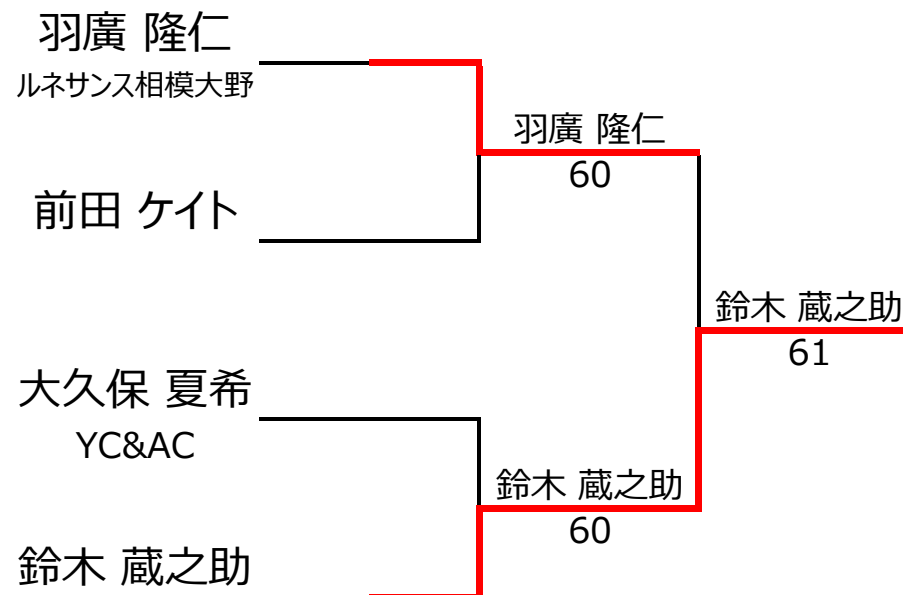 羽廣 隆仁
ルネサンス相模大野
羽廣 隆仁
60
前田 ケイト
鈴木 蔵之助
61
大久保 夏希
YC&AC
鈴木 蔵之助
60
鈴木 蔵之助